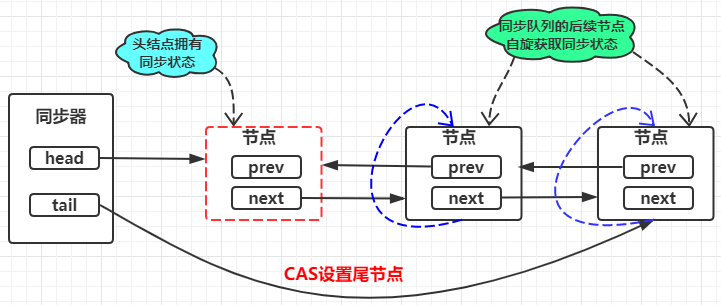 头结点拥有
同步状态
同步队列的后续节点
自旋获取同步状态
同步器
head
tail
节点
prev
next
节点
prev
next
节点
prev
next
CAS设置尾节点